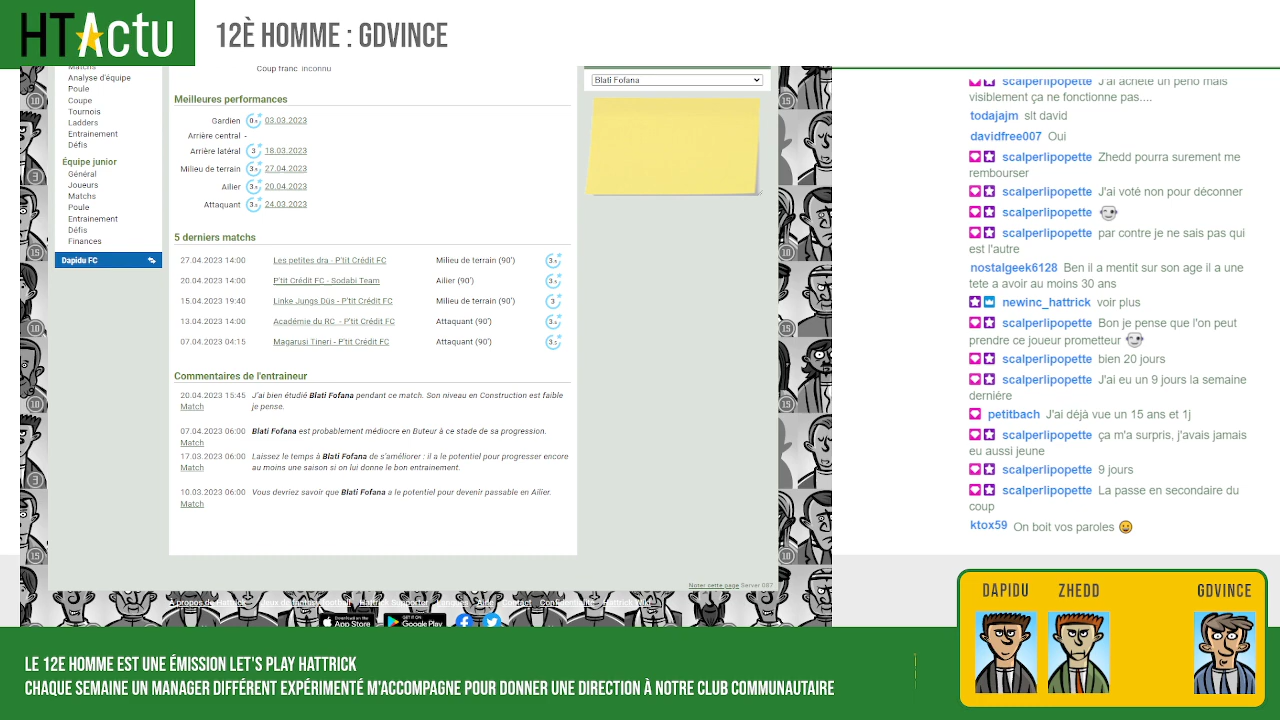 HTActu
12È HOMME : GDVINCE
Matchs
Analyse d'équipe
Poule
Coupe
Tournois
Ladders
Entrainement
Défis
Équipe junior
Général
Joueurs
Matchs
Poule
Entrainement
Défis
Finances
Dapidu FC
Coup franc inconnu
Meilleures performances
Gardien 03.03.2023
Arrière central -
Arrière latéral 3 18.03.2023
Milieu de terrain 27.04.2023
Ailier 20.04.2023
Attaquant 24.03.2023
5 derniers matchs
27.04.2023 14:00 Les petites dra - P'tit Crédit FC Milieu de terrain (90')
20.04.2023 14:00 P'tit Crédit FC - Sodabi Team Ailier (90')
15.04.2023 19:40 Linke Jungs Düs - P'tit Crédit FC Milieu de terrain (90') 3
13.04.2023 14:00 Académie du RC - P'tit Crédit FC Attaquant (90')
07.04.2023 04:15 Magarusi Tineri - P'tit Crédit FC Attaquant (90')
Commentaires de l'entraineur
20.04.2023 15:45 J'ai bien étudié Blati Fofana pendant ce match. Son niveau en Construction est faible
Match je pense.
07.04.2023 06:00 Blati Fofana est probablement médiocre en Buteur à ce stade de sa progression.
Match
17.03.2023 06:00 Laissez le temps à Blati Fofana de s'améliorer : il a le potentiel pour progresser encore
Match au moins une saison si on lui donne le bon entrainement.
10.03.2023 06:00 Vous devriez savoir que Blati Fofana a le potentiel pour devenir passable en Ailier.
Match
Blati Fofana
Noter cette page Server 087
App Store
GET IT ON
Google Play
scalperlipopette J'ai acheté un péno mais
visiblement ça ne fonctionne pas....
todajajm slt david
davidfree007 Oui
scalperlipopette Zhedd pourra surement me
rembourser
scalperlipopette J'ai voté non pour déconner
scalperlipopette
scalperlipopette par contre je ne sais pas qui
est l'autre
nostalgeek6128 Ben il a mentit sur son age il a une
tete a avoir au moins 30 ans
newinc_hattrick voir plus
scalperlipopette Bon je pense que l'on peut
prendre ce joueur prometteur
scalperlipopette bien 20 jours
scalperlipopette J'ai eu un 9 jours la semaine
dernière
petitbach J'ai déjà vue un 15 ans et 1j
scalperlipopette ça m'a surpris, j'avais jamais
eu aussi jeune
scalperlipopette 9 jours
scalperlipopette La passe en secondaire du
coup
ktox59 On boit vos paroles
DAPIDU ZHEDD GDVINCE
LE 12E HOMME EST UNE ÉMISSION LET'S PLAY HATTRICK
CHAQUE SEMAINE UN MANAGER DIFFÉRENT EXPÉRIMENTÉ M'ACCOMPAGNE POUR DONNER UNE DIRECTION À NOTRE CLUB COMMUNAUTAIRE